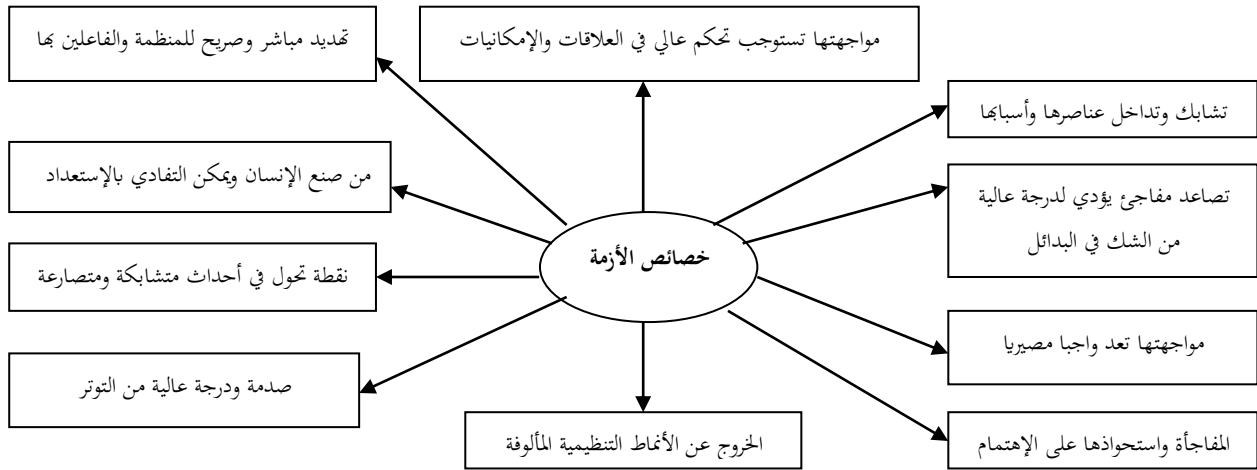 مواجهتها تستوجب تحكم عالي في العلاقات والإمكانيات
تهديد مباشر وصريح للمنظمة والفاعلين بها
تشابك وتداخل عناصرها وأسبابها
من صنع الإنسان ويمكن التفادي بالإستعداد
تصاعد مفاجئ يؤدي لدرجة عالية
من الشك في البدائل
خصائص الأزمة
نقطة تحول في أحداث متشابكة ومتصارعة
مواجهتها تعد واجبا مصيريا
صدمة ودرجة عالية من التوتر
الخروج عن الأنماط التنظيمية المألوفة
المفاجأة واستحواذها على الإهتمام